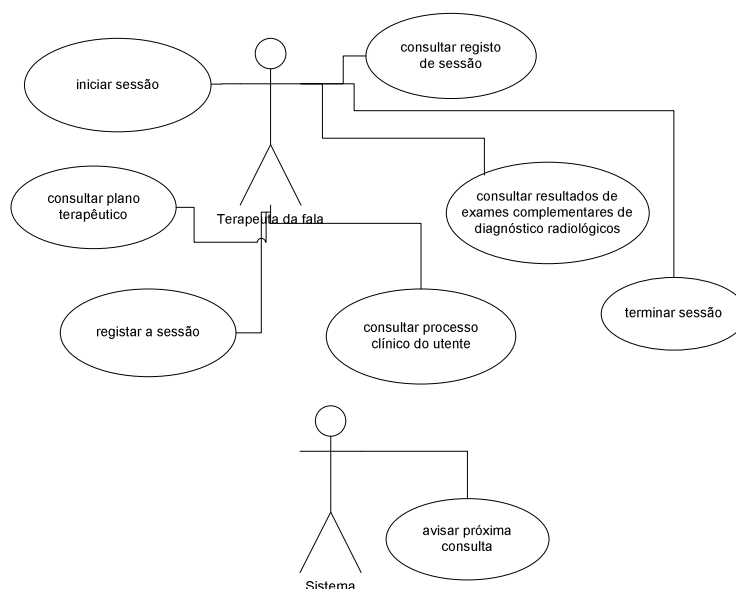 consultar registo
de sessão
iniciar sessão
consultar plano
terapêutico
consultar resultados de
exames complementares de
diagnóstico radiológicos
Terapeuta da fala
terminar sessão
registar a sessão
consultar processo
clínico do utente
avisar próxima
consulta
Sistema